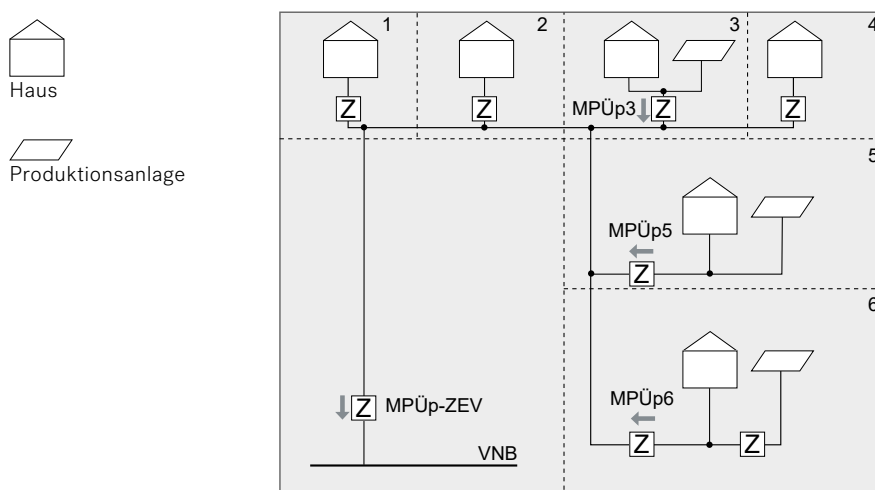 Haus
Produktionsanlage
1
2
3
4
Z
Z
MPÜp3
Z
Z
5
MPÜp5
Z
6
MPÜp6
Z
Z
Z
MPÜp-ZEV
VNB